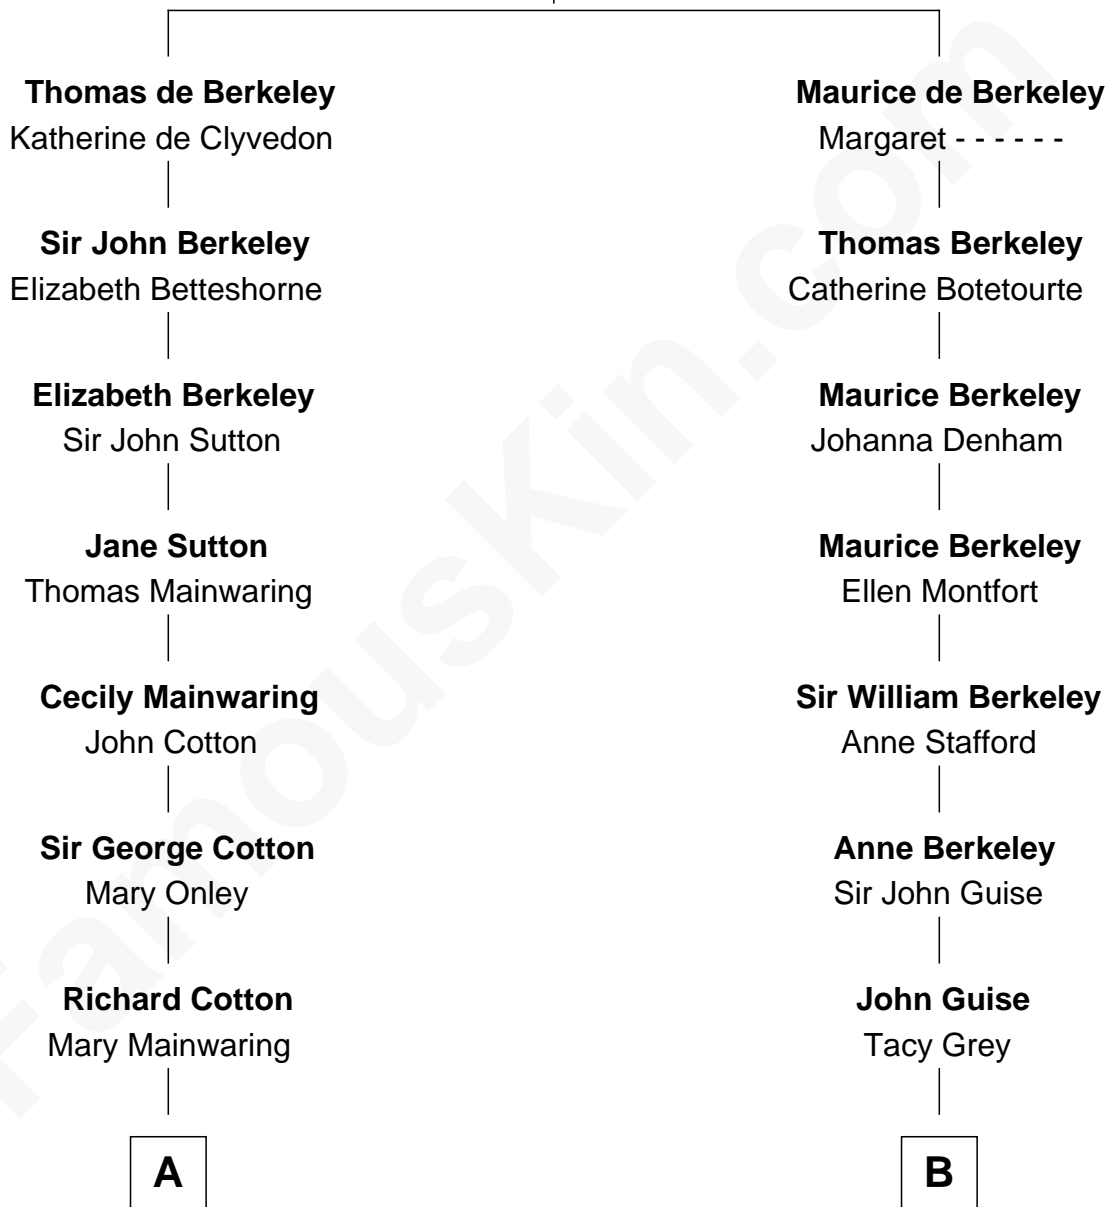 Thomas de Berkeley
Katherine de Clyvedon
Sir John Berkeley
Elizabeth Betteshorne
Elizabeth Berkeley
Sir John Sutton
Jane Sutton
Thomas Mainwaring
Cecily Mainwaring
John Cotton
Sir George Cotton
Mary Onley
Richard Cotton
Mary Mainwaring
A
Maurice de Berkeley
Margaret - - - - - -
Thomas Berkeley
Catherine Botetourte
Maurice Berkeley
Johanna Denham
Maurice Berkeley
Ellen Montfort
Sir William Berkeley
Anne Stafford
Anne Berkeley
Sir John Guise
John Guise
Tacy Grey
B
FamousKin.com